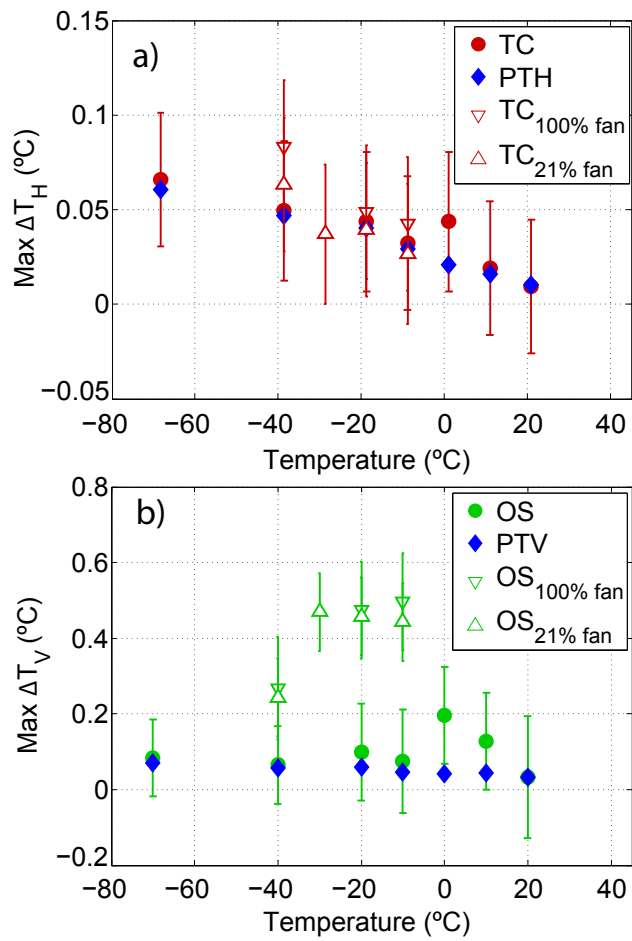 a)
TC
PTH
TC100% fan
TC21% fan
Max ΔTH (ºC)
0.15
0.1
0.05
0
−0.05
−80 −60 −40 −20 0 20 40
Temperature (ºC)
b)
OS
PTV
OS100% fan
OS21% fan
Max ΔTV (ºC)
0.8
0.6
0.4
0.2
0
−0.2
−80 −60 −40 −20 0 20 40
Temperature (ºC)